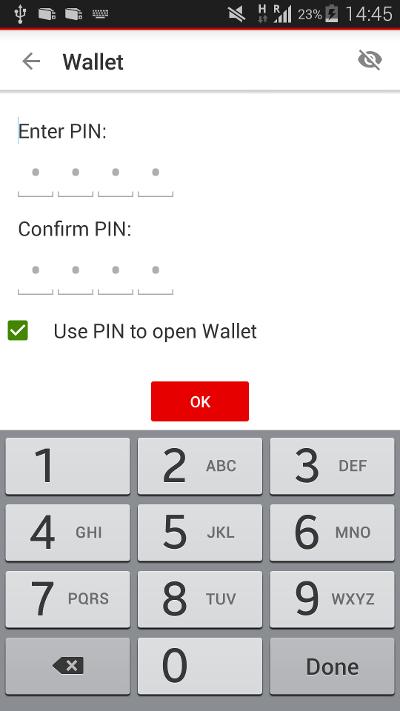 H R 23% 14:45
Wallet
Enter PIN:
Confirm PIN:
Use PIN to open Wallet
OK
1 2 ABC 3 DEF
4 GHI 5 JKL 6 MNO
7 PQRS 8 TUV 9 WXYZ
0 Done